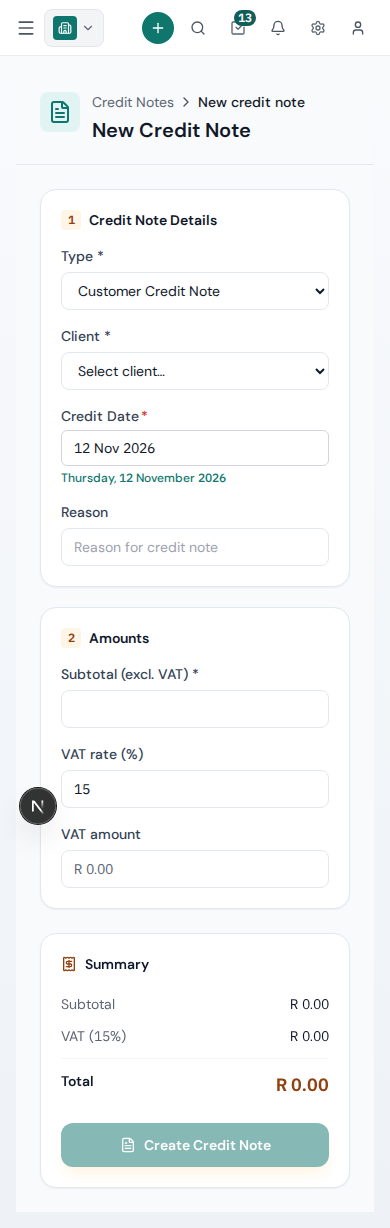 13
Credit Notes > New credit note
New Credit Note
1 Credit Note Details
Type *
Customer Credit Note
Client *
Select client...
Credit Date*
12 Nov 2026
Thursday, 12 November 2026
Reason
Reason for credit note
2 Amounts
Subtotal (excl. VAT) *
VAT rate (%)
15
N
VAT amount
R 0.00
Summary
Subtotal R 0.00
VAT (15%) R 0.00
Total R 0.00
Create Credit Note